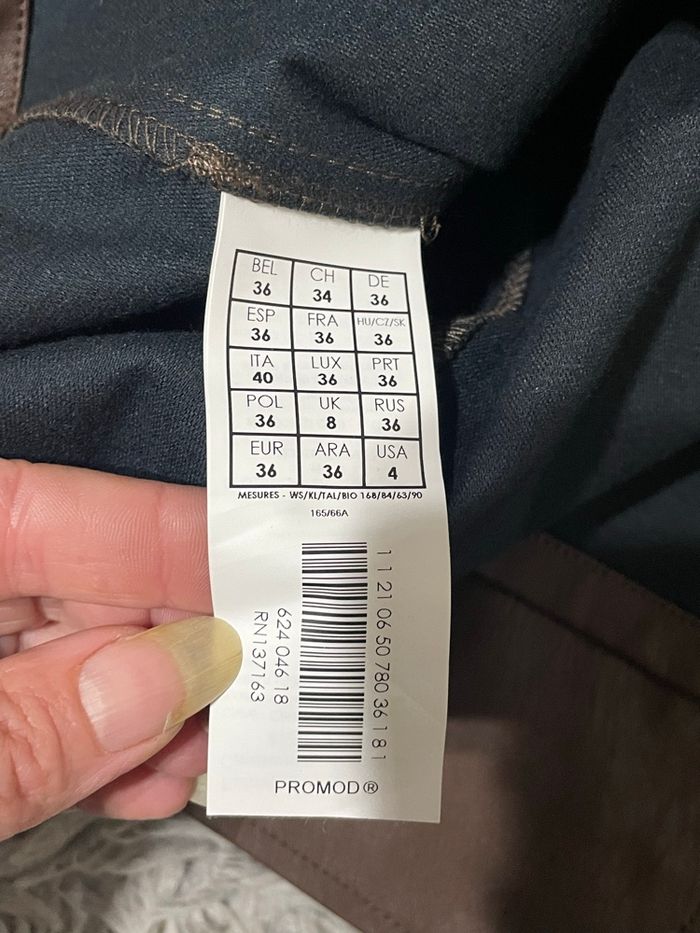 BEL CH DE
36 34 36
ESP FRA HU/CZ/SK
36 36 36
ITA LUX PRT
40 36 36
POL UK RUS
36 8 36
EUR ARA USA
36 36 4
MESURES - WS/KL/TAL/BIO 168/84/63/90
165/66A
1 1 21 06 50 780 36 1 8 1
624 046 18
RN137163
PROMOD®